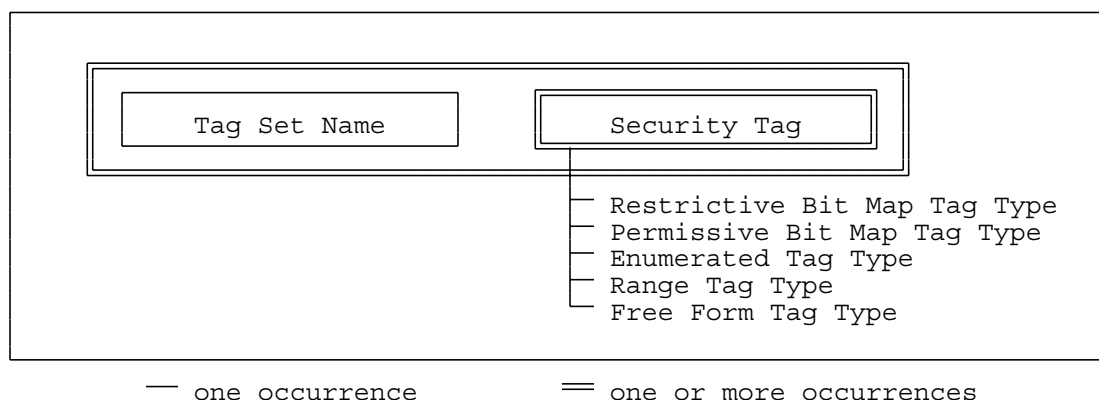 Tag Set Name Security Tag
Restrictive Bit Map Tag Type
Permissive Bit Map Tag Type
Enumerated Tag Type
Range Tag Type
Free Form Tag Type
one occurrence one or more occurrences